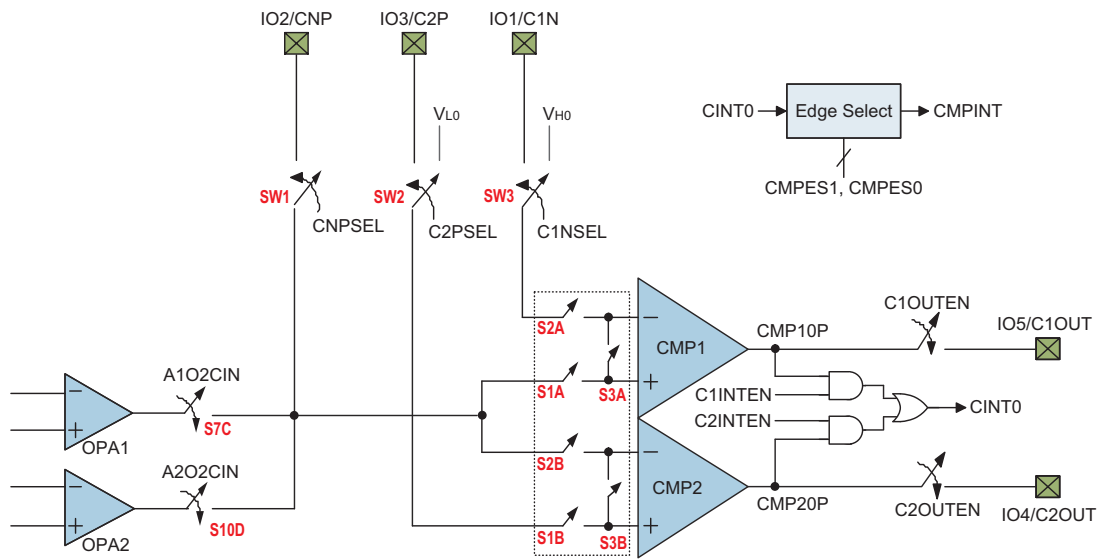 IO2/CNP
IO3/C2P
IO1/C1N
VL0
VH0
CINT0
Edge Select
CMPINT
CMPES1, CMPES0
SW1
SW2
SW3
CNPSEL
C2PSEL
C1NSEL
S2A
−
C1OUTEN
CMP1OP
IO5/C1OUT
CMP1
A1O2CIN
S1A
S3A
+
C1INTEN
−
+
OPA1
S7C
CINT0
C2INTEN
A2O2CIN
S2B
−
CMP2
CMP2OP
−
+
OPA2
S10D
S1B
S3B
+
C2OUTEN
IO4/C2OUT